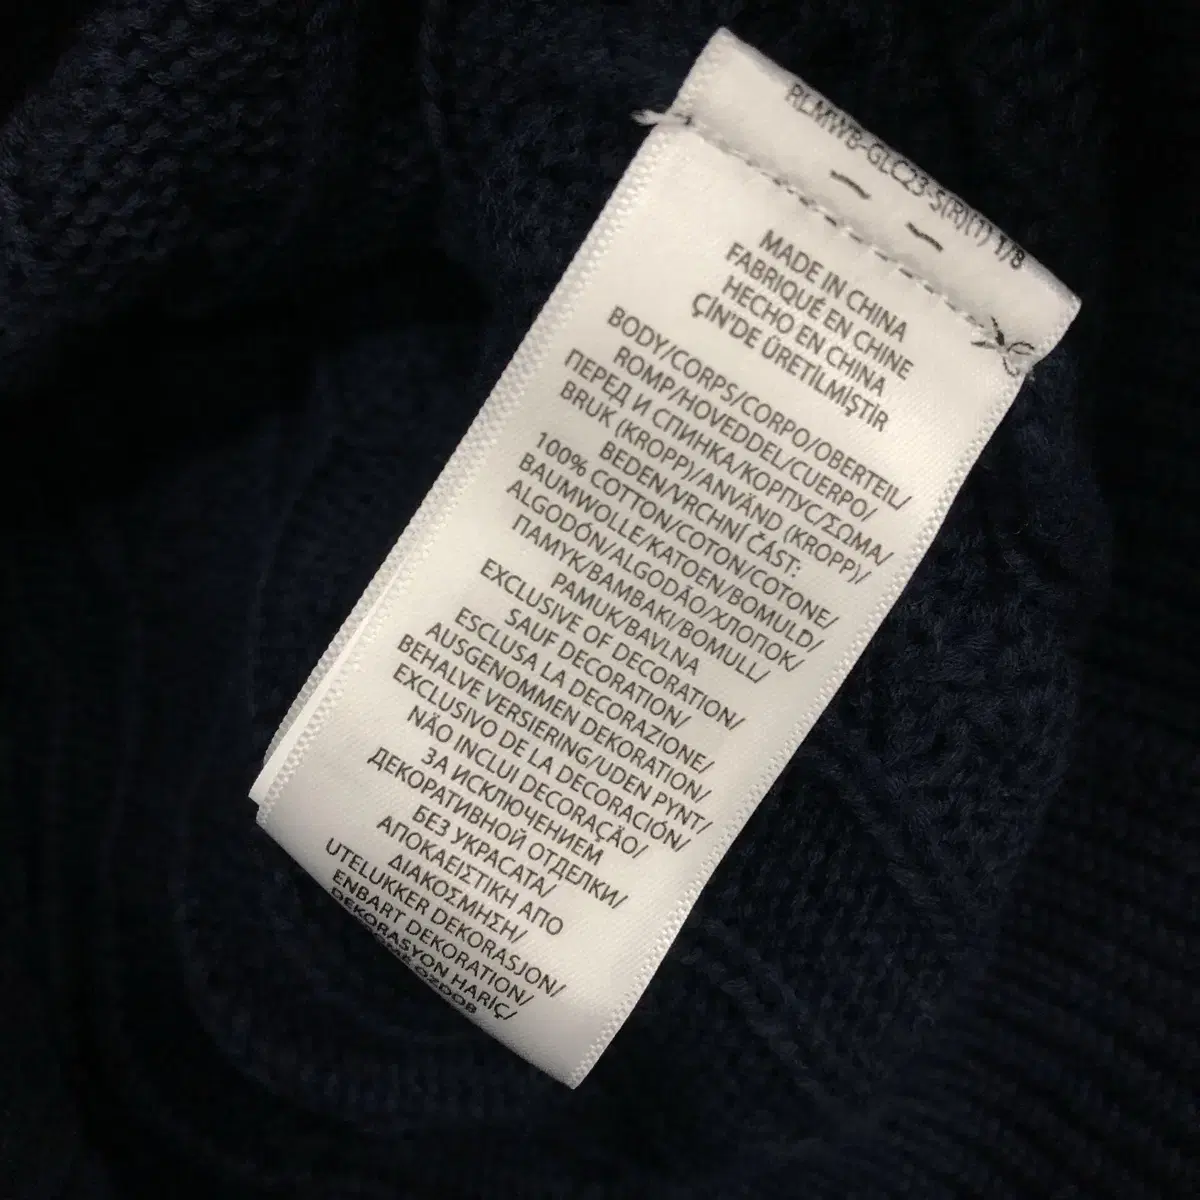 RLMWB-GLC23-S(R)(1) 1/8
MADE IN CHINA
FABRIQUÉ EN CHINE
HECHO EN CHINA
ÇİN'DE ÜRETİLMİŞTİR
BODY/CORPS/CORPO/OBERTEIL/
ROMP/HOVEDDEL/CUERPO/
ПЕРЕД И СПИНКА/КОРПУС/ΣΩΜΑ/
BRUK (KROPP)/ANVÄND (KROPP)/
BEDEN/VRCHNÍ ČÁST:
100% COTTON/COTON/COTONE/
BAUMWOLLE/KATOEN/BOMULD/
ALGODÓN/ALGODÃO/ХЛОПОК/
ПАМУК/ΒΑΜΒΑΚΙ/BOMULL/
PAMUK/BAVLNA
EXCLUSIVE OF DECORATION/
SAUF DECORATION/
ESCLUSA LA DECORAZIONE/
AUSGENOMMEN DEKORATION/
BEHALVE VERSIERING/UDEN PYNT/
EXCLUSIVO DE LA DECORACIÓN/
NÃO INCLUI DECORAÇÃO/
ЗА ИСКЛЮЧЕНИЕМ
ДЕКОРАТИВНОЙ ОТДЕЛКИ/
БЕЗ УКРАСАТА/
ΑΠΟΚΛΕΙΣΤΙΚΗ ΑΠΟ
ΔΙΑΚΟΣΜΗΣΗ/
UTELUKKER DEKORASJON/
ENBART DEKORATION/
DEKORASYON HARİÇ/
OZDOB